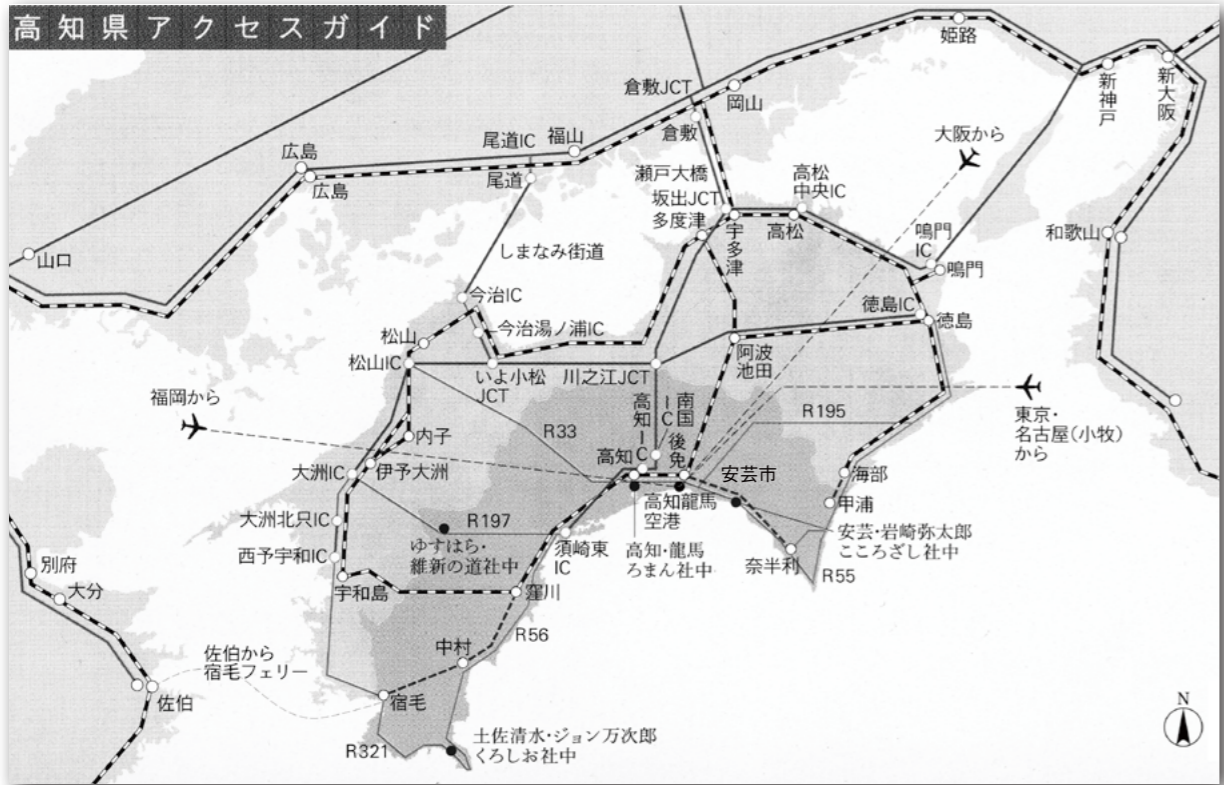 高知県アクセスガイド
姫路
新神戸
新大阪
倉敷JCT
岡山
倉敷
大阪から
尾道IC
福山
広島
広島
尾道
瀬戸大橋
高松
中央IC
坂出JCT
多度津
宇多津
高松
鳴門
IC
鳴門
和歌山
山口
しまなみ街道
今治IC
今治湯ノ浦IC
徳島IC
徳島
松山
松山IC
いよ小松
JCT
川之江JCT
阿波
池田
福岡から
東京・
名古屋(小牧)
から
R195
R33
高知IC
南国IC
後免
内子
高知
安芸市
大洲IC
伊予大洲
海部
高知龍馬
空港
甲浦
大洲北只IC
R197
ゆすはら・
維新の道社中
須崎東
IC
高知・龍馬
ろまん社中
安芸・岩崎弥太郎
こころざし社中
西予宇和IC
奈半利
R55
別府
大分
宇和島
窪川
R56
中村
佐伯から
宿毛フェリー
佐伯
宿毛
R321
土佐清水・ジョン万次郎
くろしお社中
N